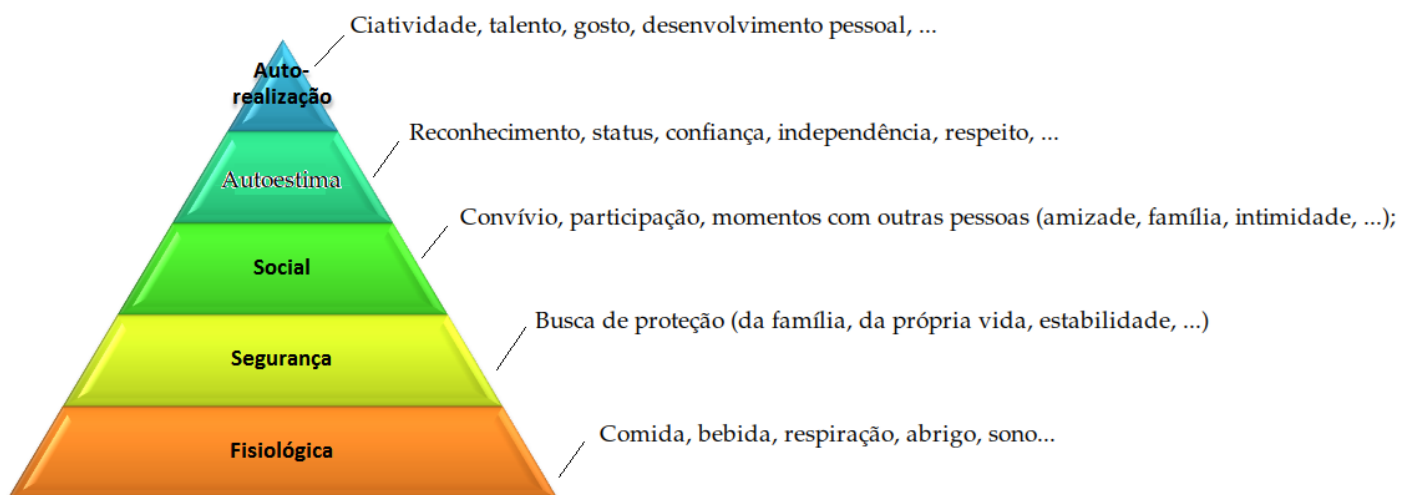 Ciatividade, talento, gosto, desenvolvimento pessoal, ...
Auto-
realização
Reconhecimento, status, confiança, independência, respeito, ...
Autoestima
Convívio, participação, momentos com outras pessoas (amizade, família, intimidade, ...);
Social
Busca de proteção (da família, da própria vida, estabilidade, ...)
Segurança
Comida, bebida, respiração, abrigo, sono...
Fisiológica